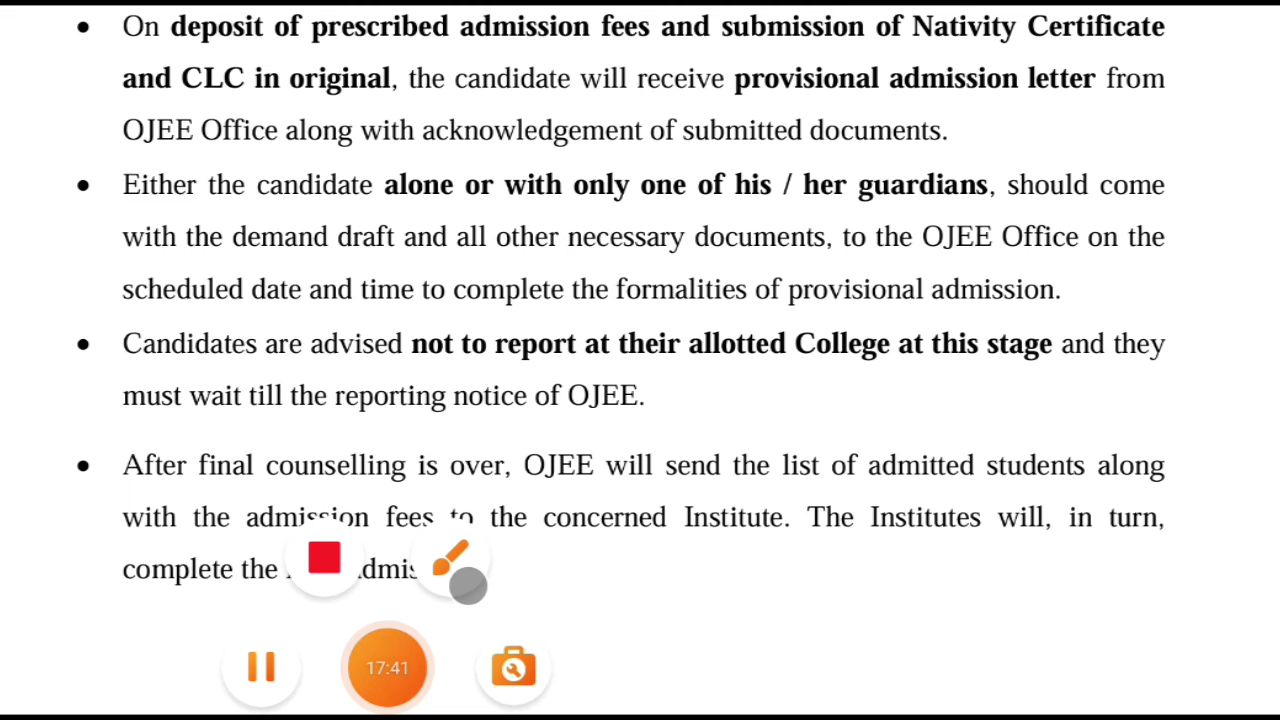 • On deposit of prescribed admission fees and submission of Nativity Certificate
and CLC in original, the candidate will receive provisional admission letter from
OJEE Office along with acknowledgement of submitted documents.
• Either the candidate alone or with only one of his / her guardians, should come
with the demand draft and all other necessary documents, to the OJEE Office on the
scheduled date and time to complete the formalities of provisional admission.
• Candidates are advised not to report at their allotted College at this stage and they
must wait till the reporting notice of OJEE.
• After final counselling is over, OJEE will send the list of admitted students along
with the admission fees to the concerned Institute. The Institutes will, in turn,
complete the
17:41